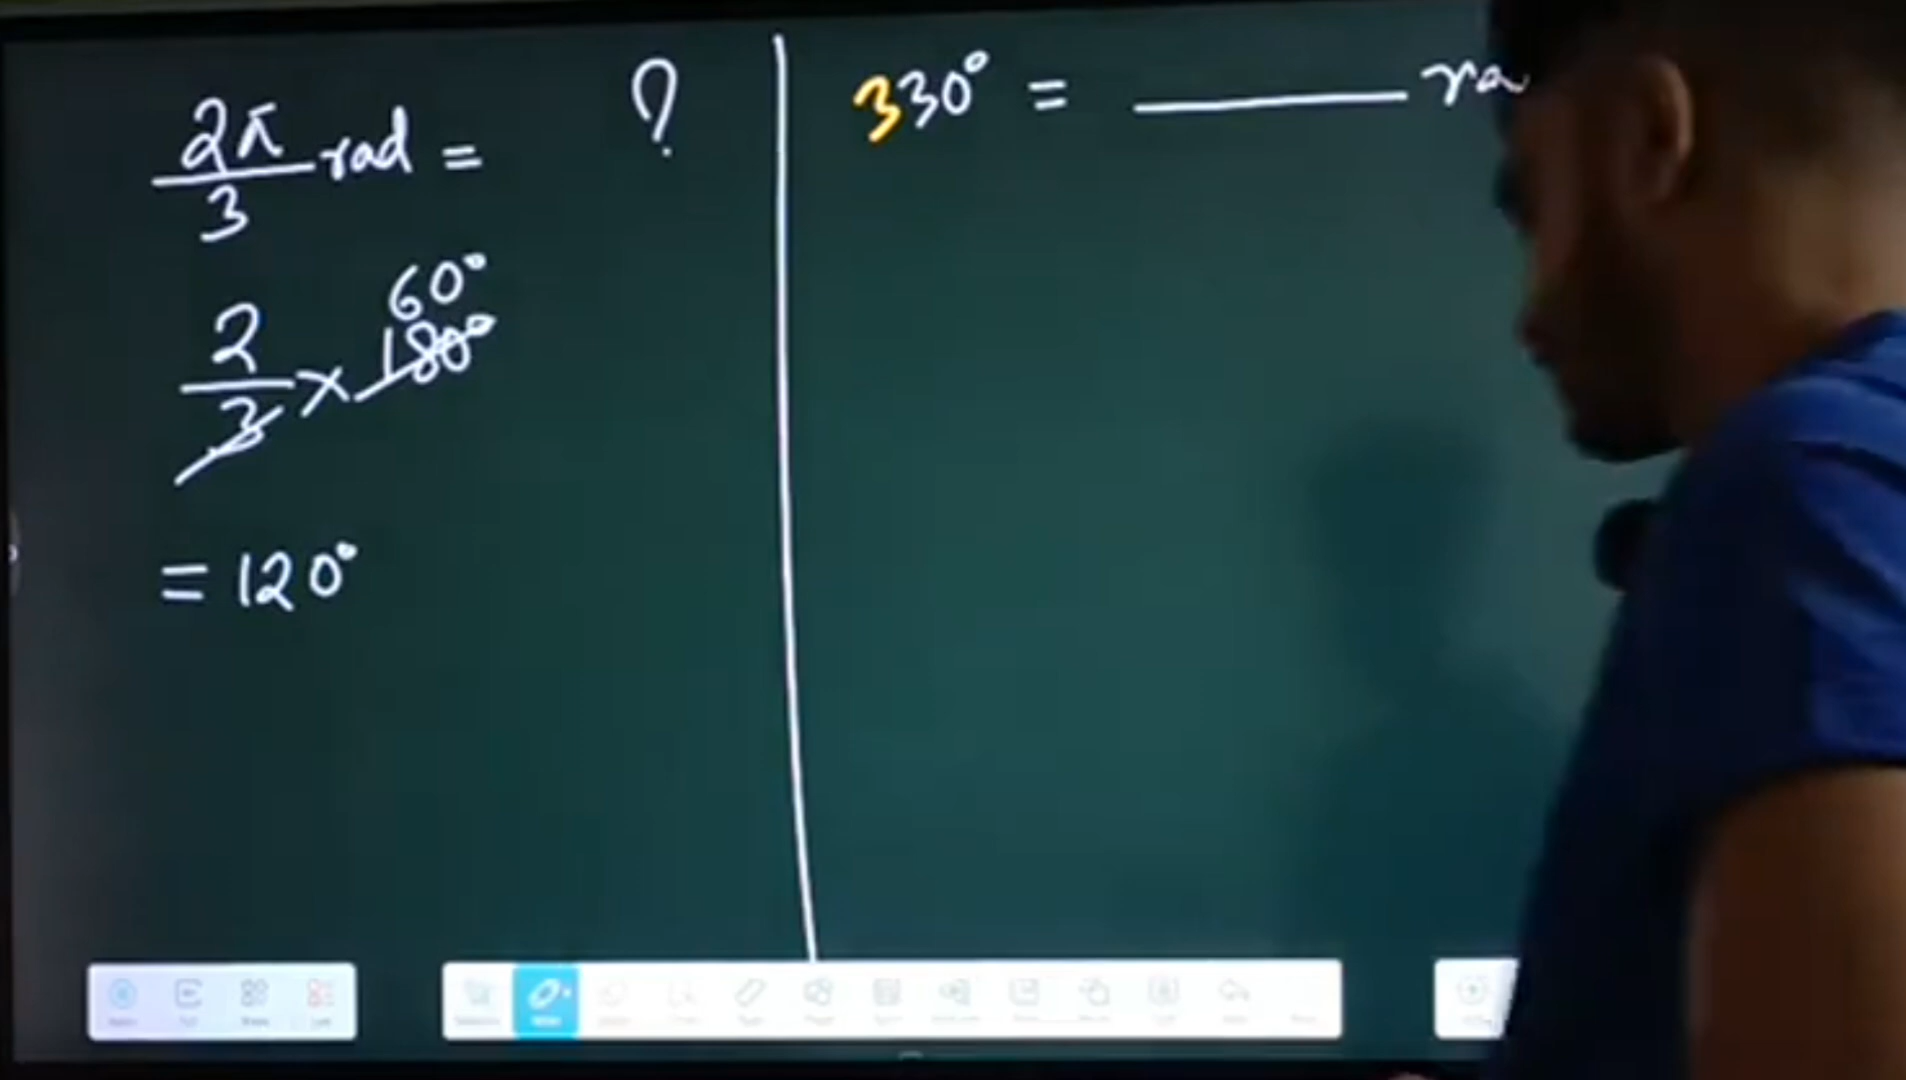 2π/3 rad = ?
2/3 × 180° 60°
= 120°
330° = ______ ra